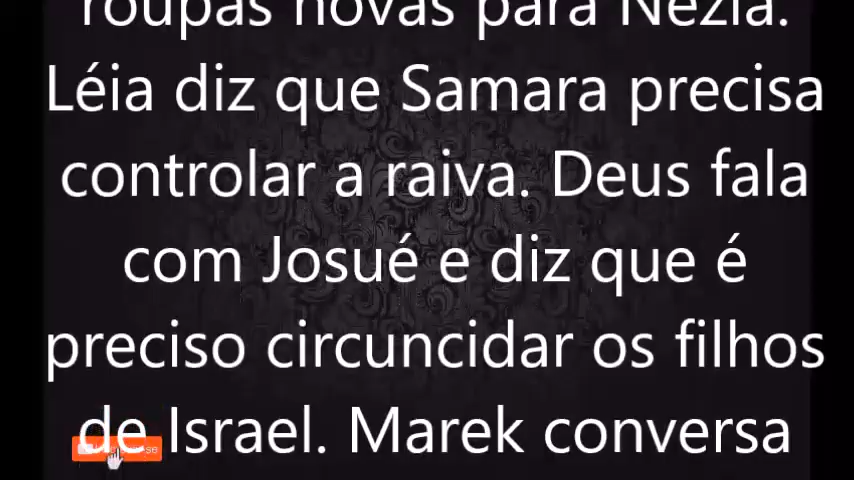 roupas novas para Nézia.
Léia diz que Samara precisa
controlar a raiva. Deus fala
com Josué e diz que é
preciso circuncidar os filhos
de Israel. Marek conversa